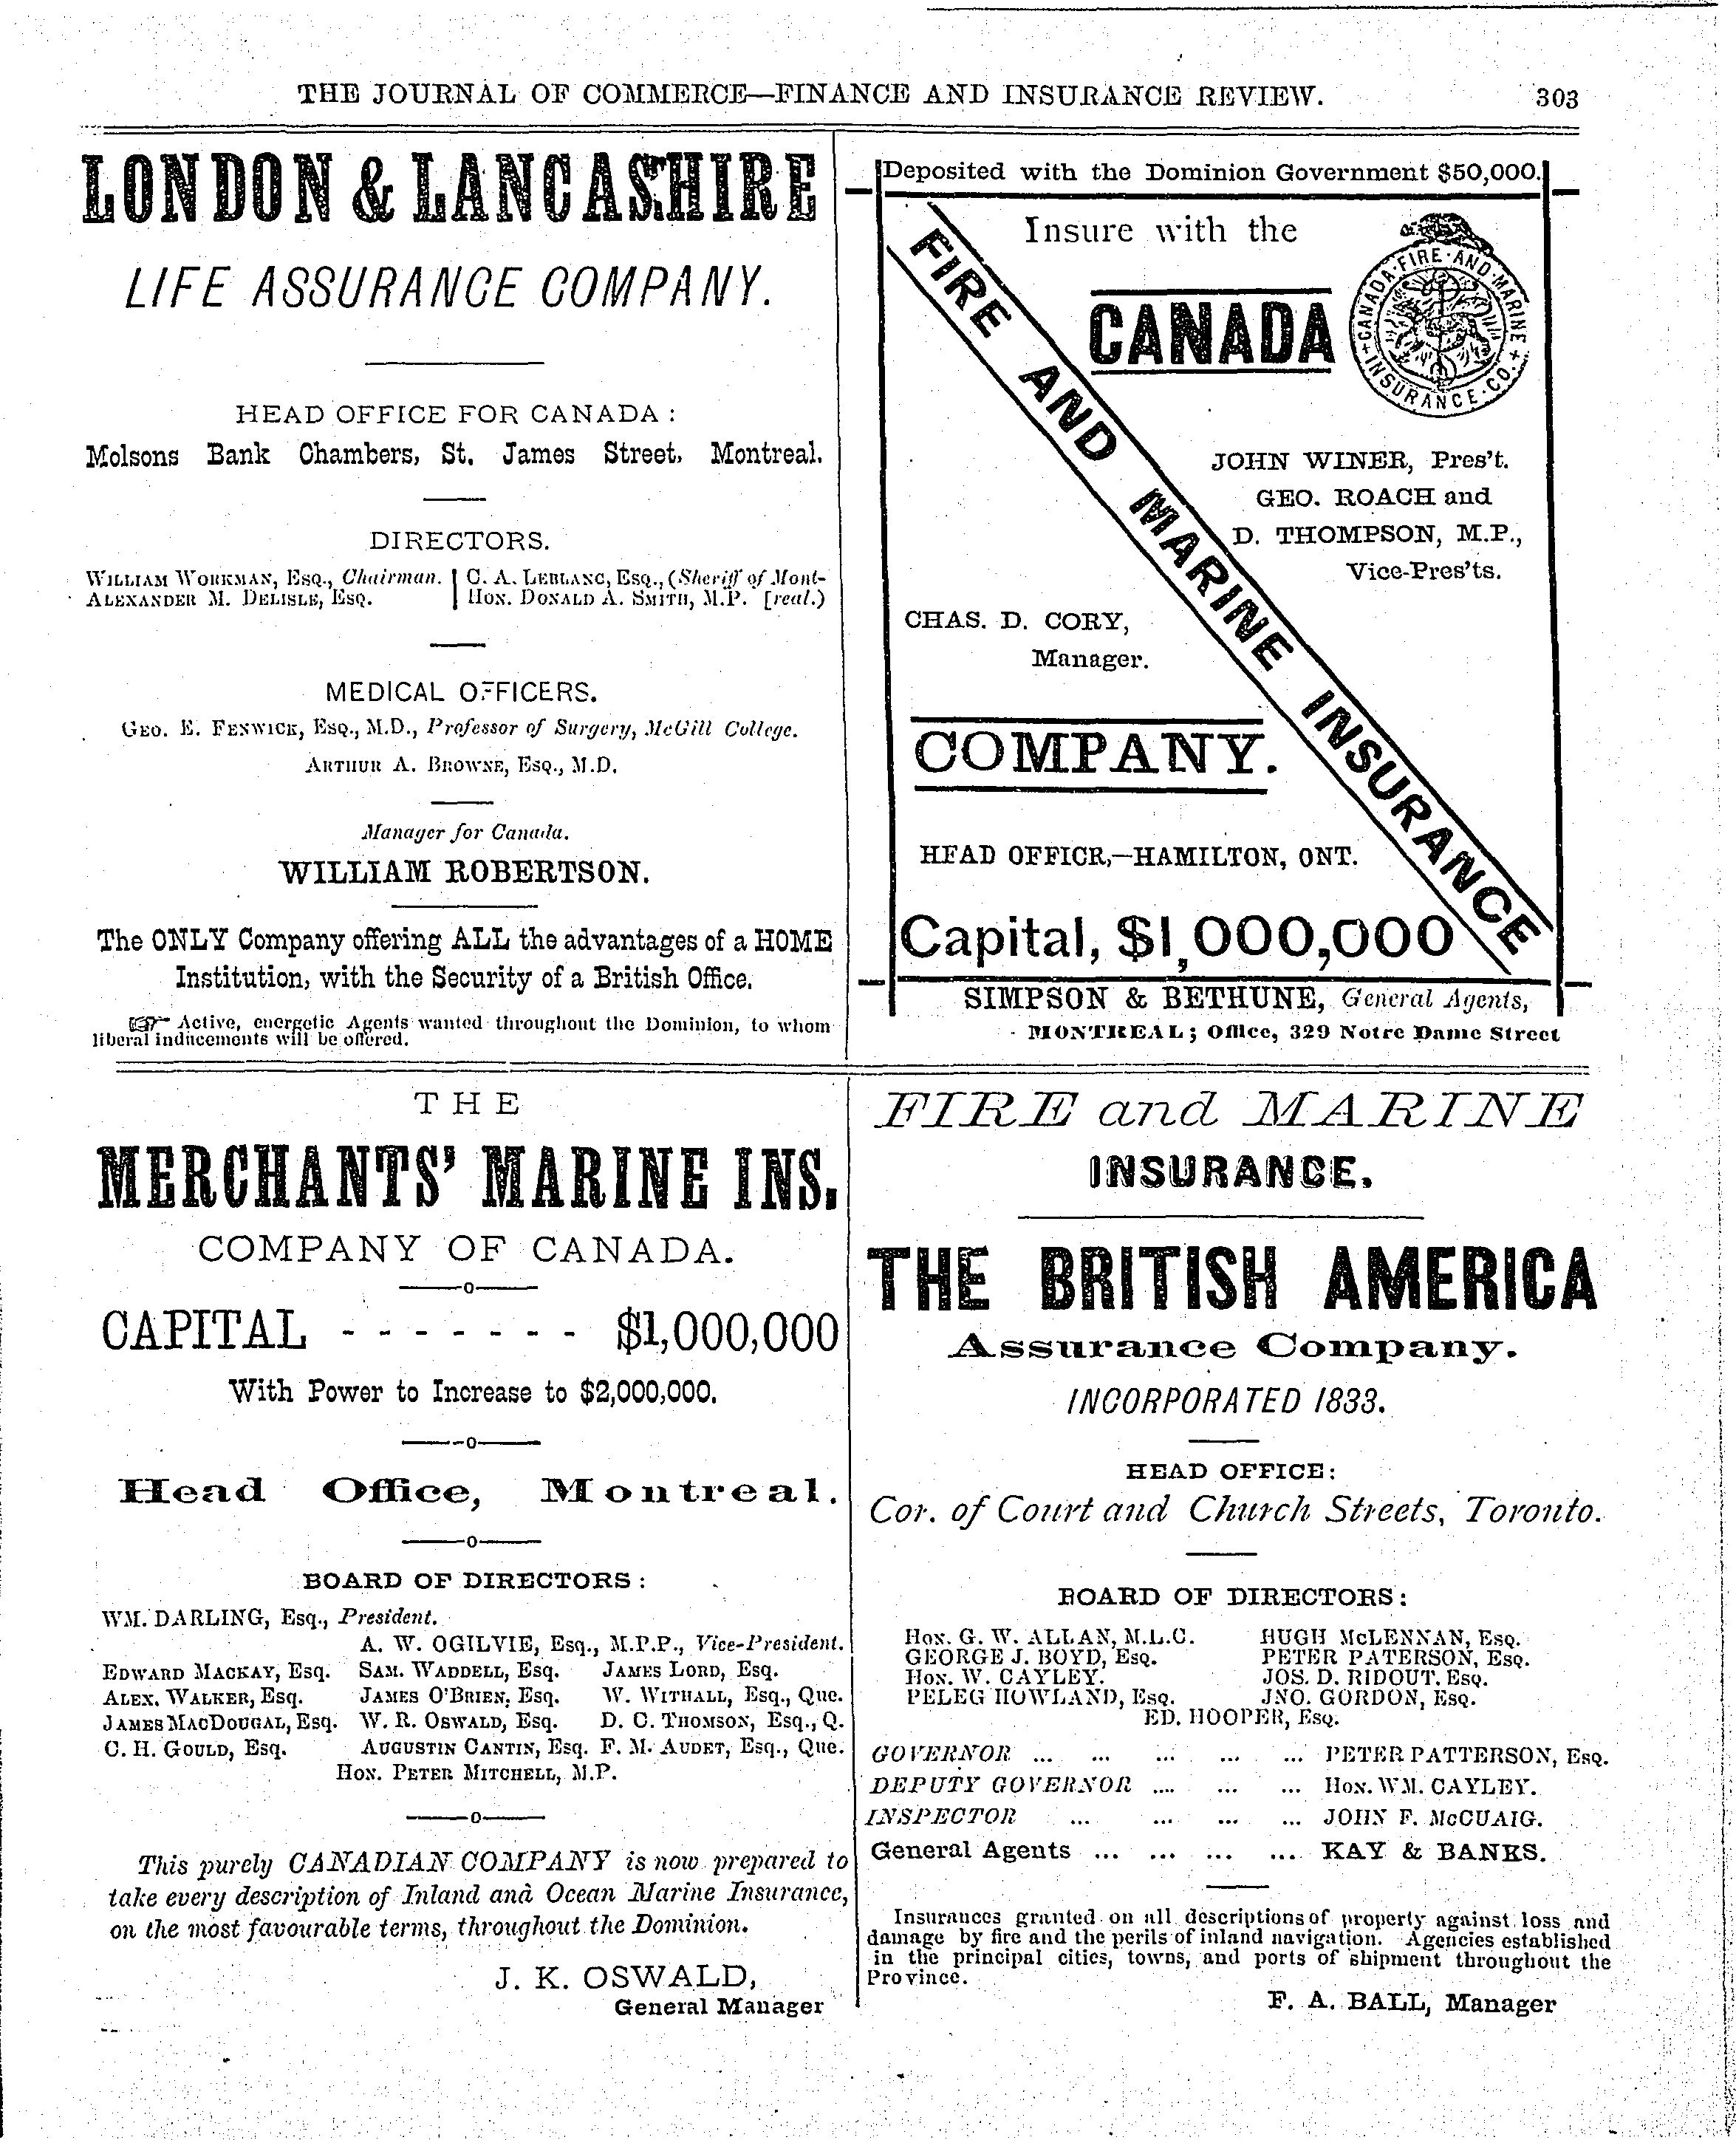 THE JOURNAL OF COMMERCE—FINANCE AND INSURANCE REVIEW. 303
LONDON & LANCASHIRE
LIFE ASSURANCE COMPANY.
HEAD OFFICE FOR CANADA:
Molsons Bank Chambers, St. James Street, Montreal.
DIRECTORS.
WILLIAM WORKMAN, ESQ., Chairman. | C. A. LEBLANC, ESQ., (Sheriff of Mont-
ALEXANDER M. DELISLE, ESQ. | HON. DONALD A. SMITH, M.P. [real.)
MEDICAL OFFICERS.
GEO. E. FENWICK, ESQ., M.D., Professor of Surgery, McGill College.
ARTHUR A. BROWNE, ESQ., M.D.
Manager for Canada.
WILLIAM ROBERTSON.
The ONLY Company offering ALL the advantages of a HOME
Institution, with the Security of a British Office.
☞ Active, energetic Agents wanted throughout the Dominion, to whom
liberal inducements will be offered.
Deposited with the Dominion Government $50,000.
Insure with the
CANADA
FIRE AND MARINE INSURANCE
CANADA FIRE AND MARINE INSURANCE CO.
JOHN WINER, Pres't.
GEO. ROACH and
D. THOMPSON, M.P.,
Vice-Pres'ts.
CHAS. D. CORY,
Manager.
COMPANY.
HEAD OFFICR,—HAMILTON, ONT.
Capital, $1,000,000
SIMPSON & BETHUNE, General Agents,
MONTREAL; Office, 329 Notre Dame Street
THE
MERCHANTS' MARINE INS.
COMPANY OF CANADA.
CAPITAL - - - - - - - $1,000,000
With Power to Increase to $2,000,000.
Head Office, Montreal.
BOARD OF DIRECTORS:
WM. DARLING, Esq., President.
A. W. OGILVIE, Esq., M.P.P., Vice-President.
EDWARD MACKAY, Esq. SAM. WADDELL, Esq. JAMES LORD, Esq.
ALEX. WALKER, Esq. JAMES O'BRIEN, Esq. W. WITHALL, Esq., Que.
JAMES MACDOUGAL, Esq. W. R. OSWALD, Esq. D. C. THOMSON, Esq., Q.
C. H. GOULD, Esq. AUGUSTIN CANTIN, Esq. F. M. AUDET, Esq., Que.
HON. PETER MITCHELL, M.P.
This purely CANADIAN COMPANY is now prepared to
take every description of Inland and Ocean Marine Insurance,
on the most favourable terms, throughout the Dominion.
J. K. OSWALD,
General Manager
FIRE and MARINE
INSURANCE.
THE BRITISH AMERICA
Assurance Company.
INCORPORATED 1833.
HEAD OFFICE:
Cor. of Court and Church Streets, Toronto.
BOARD OF DIRECTORS:
HON. G. W. ALLAN, M.L.C. HUGH McLENNAN, ESQ.
GEORGE J. BOYD, ESQ. PETER PATERSON, ESQ.
HON. W. CAYLEY. JOS. D. RIDOUT, ESQ.
PELEG HOWLAND, ESQ. JNO. GORDON, ESQ.
ED. HOOPER, ESQ.
GOVERNOR ... ... ... ... ... PETER PATTERSON, ESQ.
DEPUTY GOVERNOR .... ... ... HON. WM. CAYLEY.
INSPECTOR ... ... ... ... JOHN F. McCUAIG.
General Agents ... ... ... ... KAY & BANKS.
Insurances granted on all descriptions of property against loss and
damage by fire and the perils of inland navigation. Agencies established
in the principal cities, towns, and ports of shipment throughout the
Province.
F. A. BALL, Manager